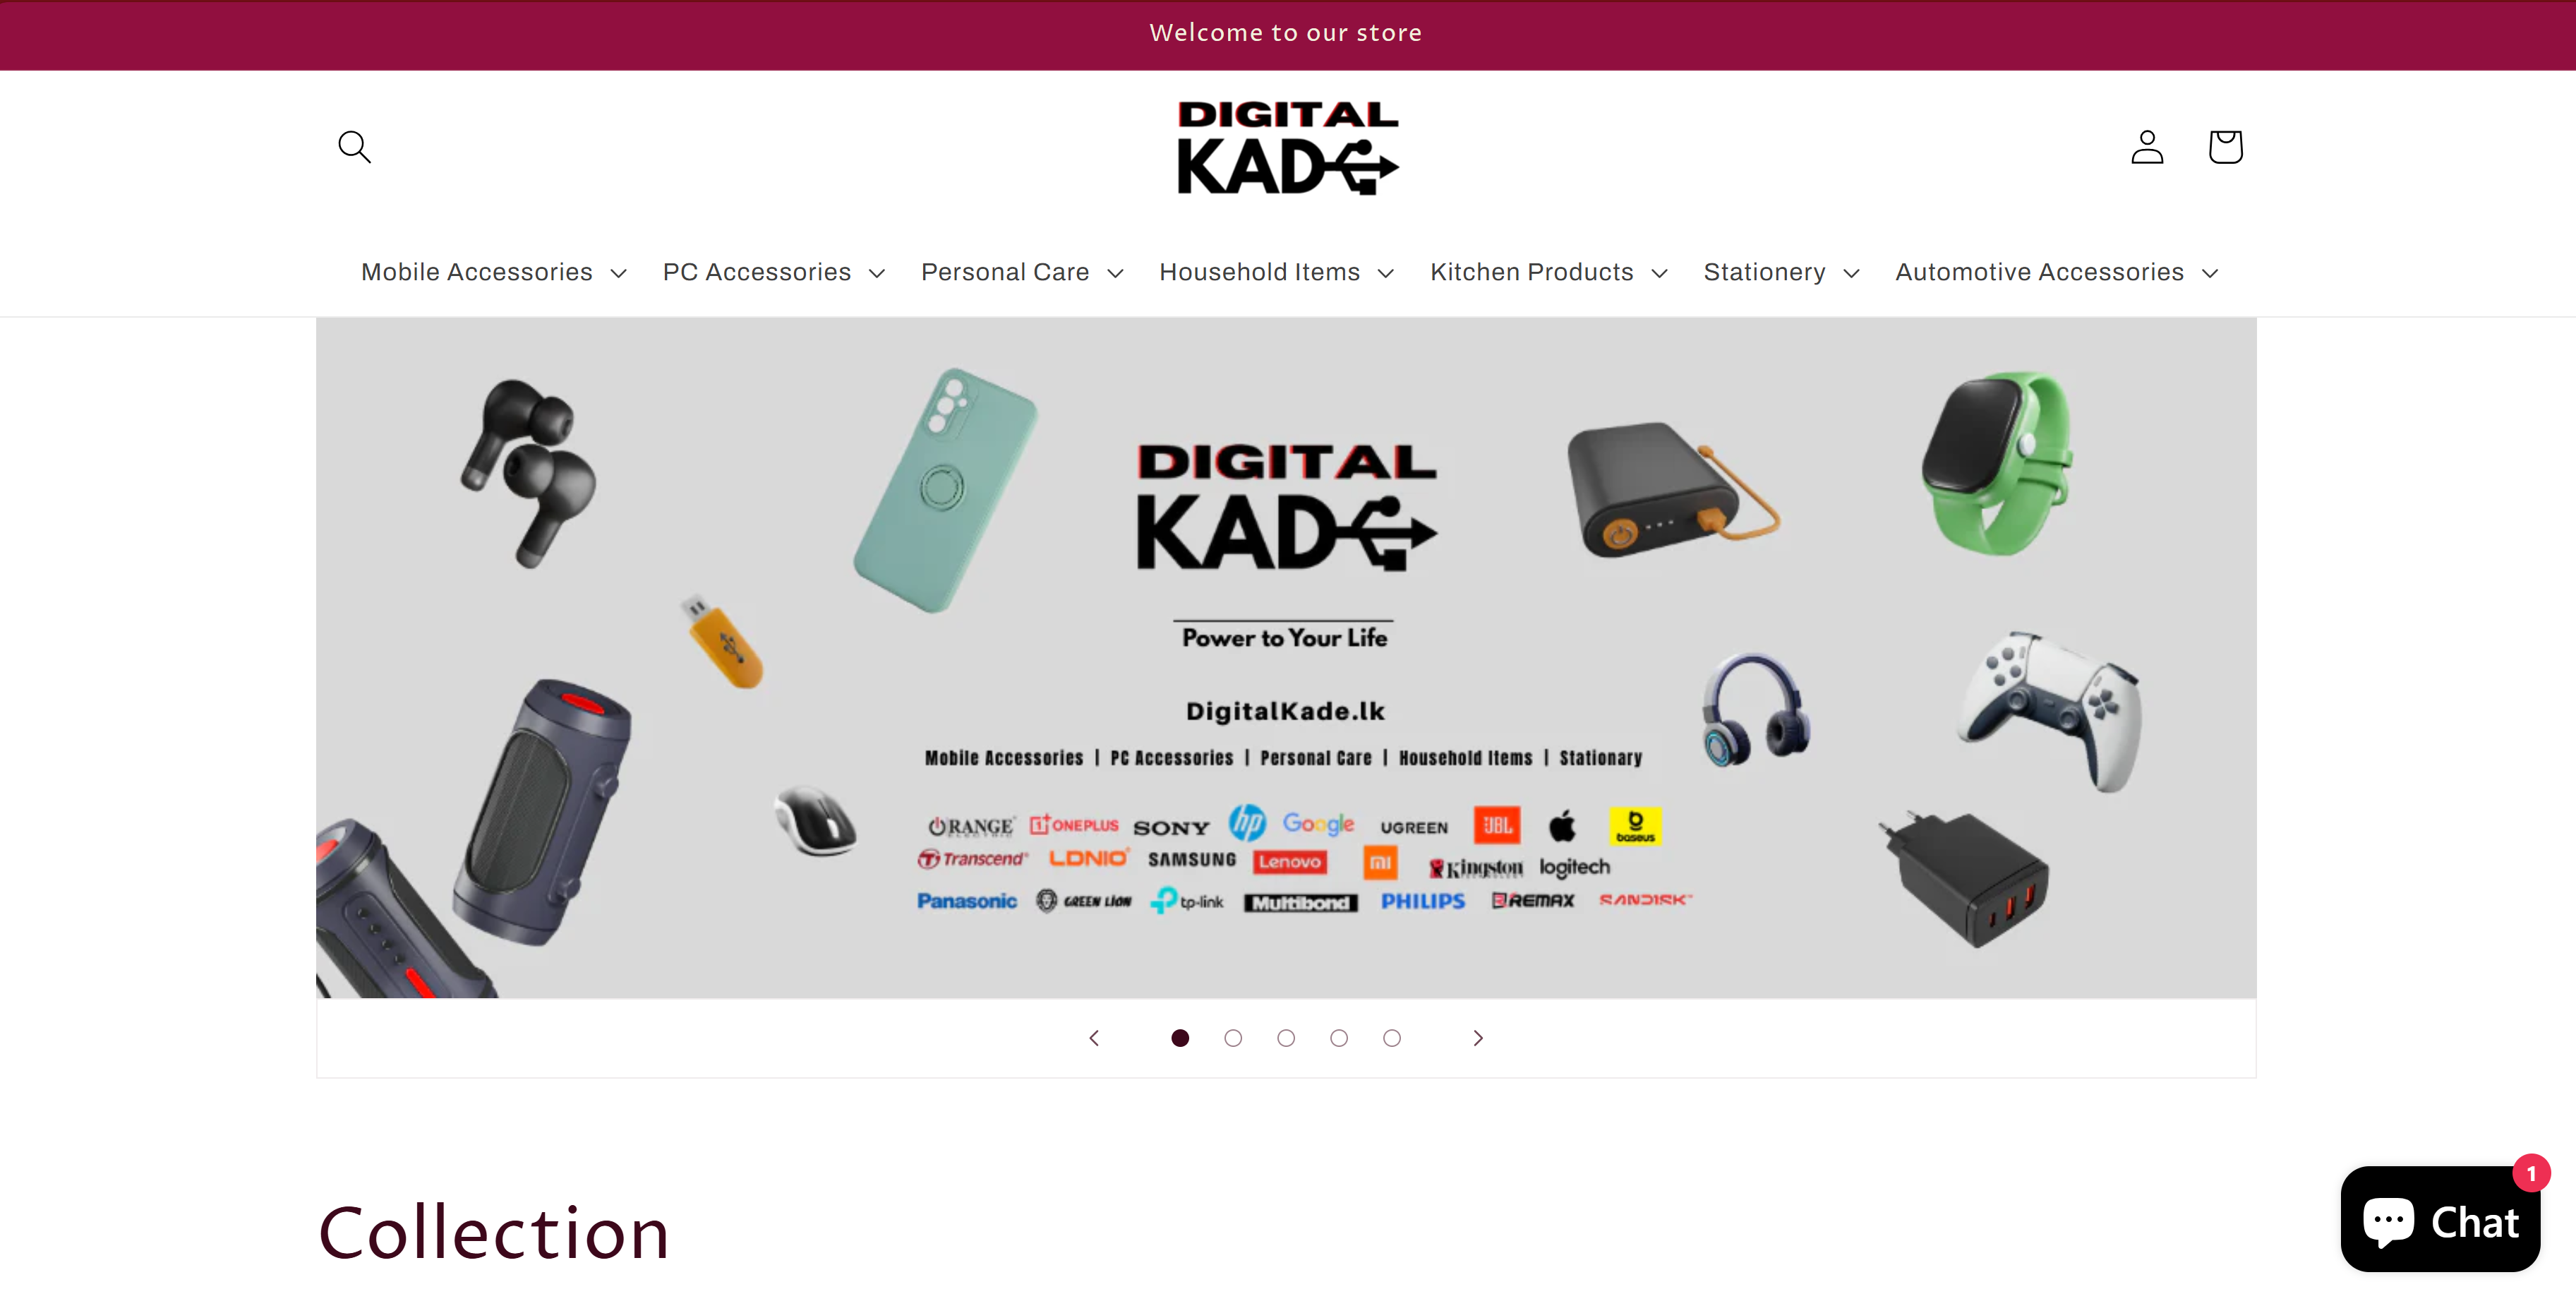 Welcome to our store
DIGITAL
KADE
Mobile Accessories PC Accessories Personal Care Household Items Kitchen Products Stationery Automotive Accessories
DIGITAL
KADE
Power to Your Life
DigitalKade.lk
Mobile Accessories | PC Accessories | Personal Care | Household Items | Stationary
ORANGE ELECTRIC ONEPLUS SONY hp Google UGREEN JBL baseus
Transcend LDNIO SAMSUNG Lenovo mi Kingston logitech
Panasonic GREEN LION tp-link Multibond PHILIPS REMAX SANDISK
Collection
1
Chat